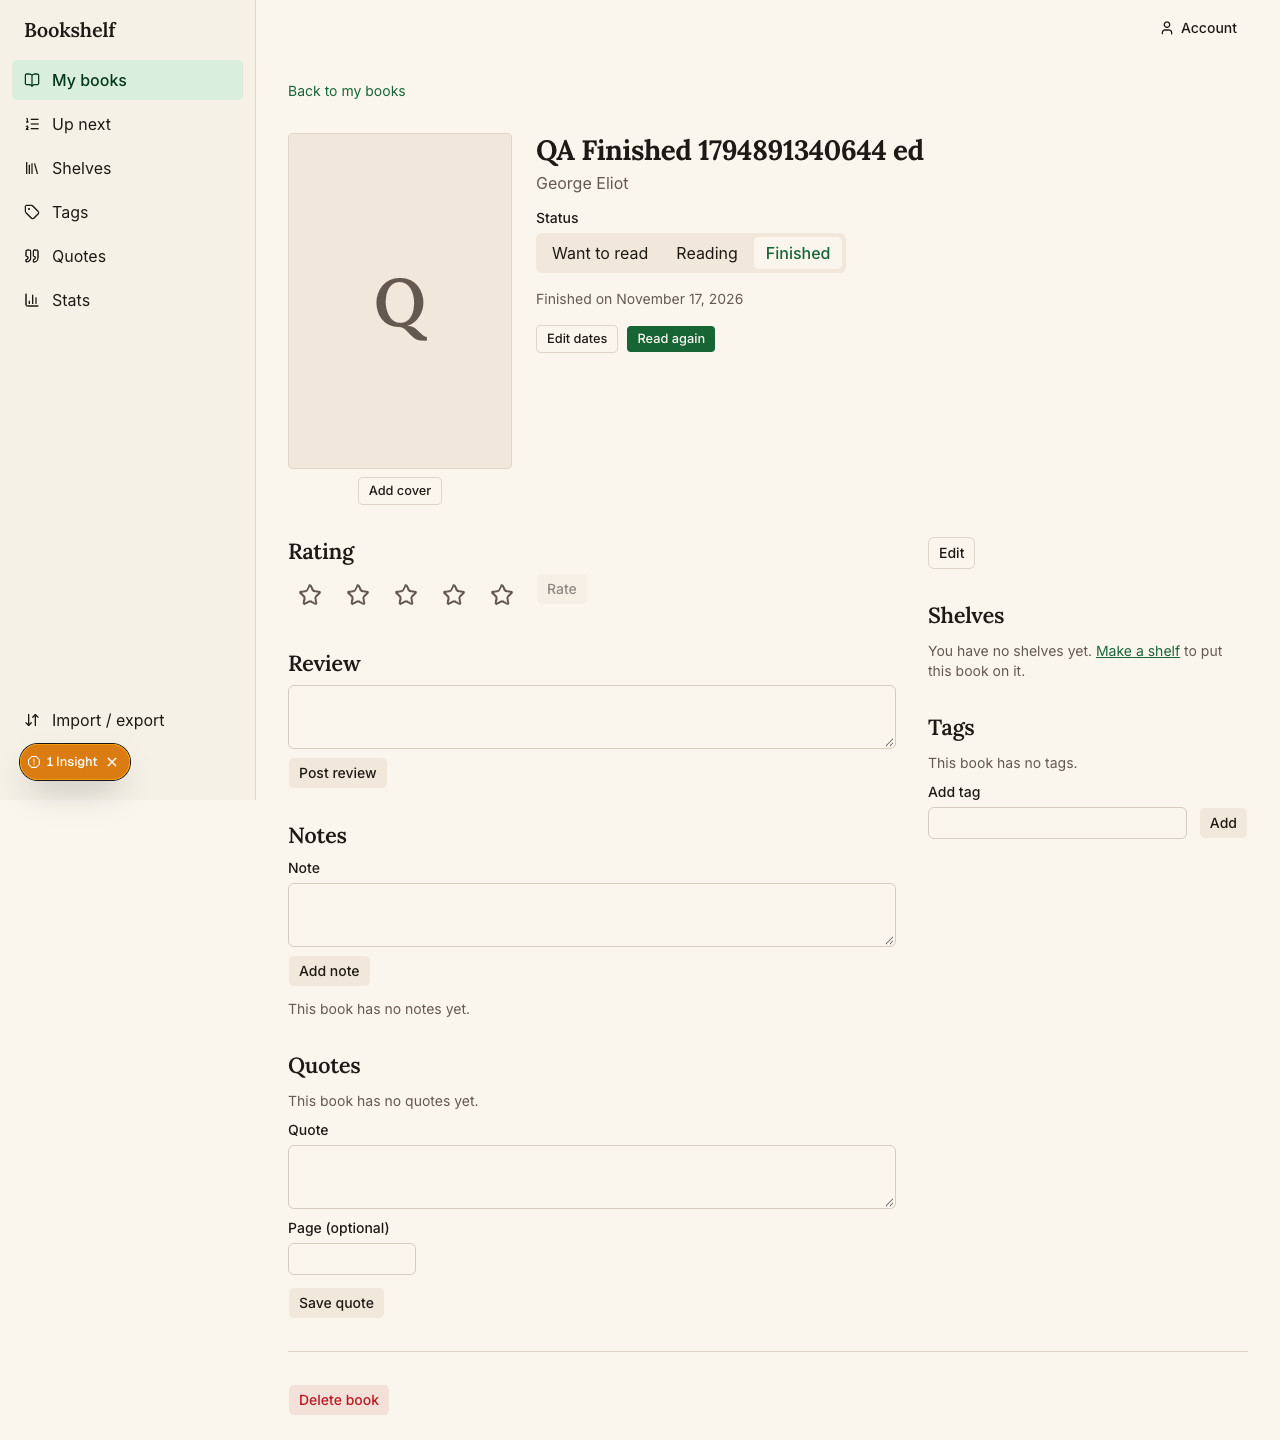 Bookshelf
My books
Up next
Shelves
Tags
Quotes
Stats
Import / export
1 Insight
Account
Back to my books
Q
Add cover
QA Finished 1794891340644 ed
George Eliot
Status
Want to read Reading Finished
Finished on November 17, 2026
Edit dates Read again
Rating
Rate
Review
Post review
Notes
Note
Add note
This book has no notes yet.
Quotes
This book has no quotes yet.
Quote
Page (optional)
Save quote
Edit
Shelves
You have no shelves yet. Make a shelf to put
this book on it.
Tags
This book has no tags.
Add tag
Add
Delete book